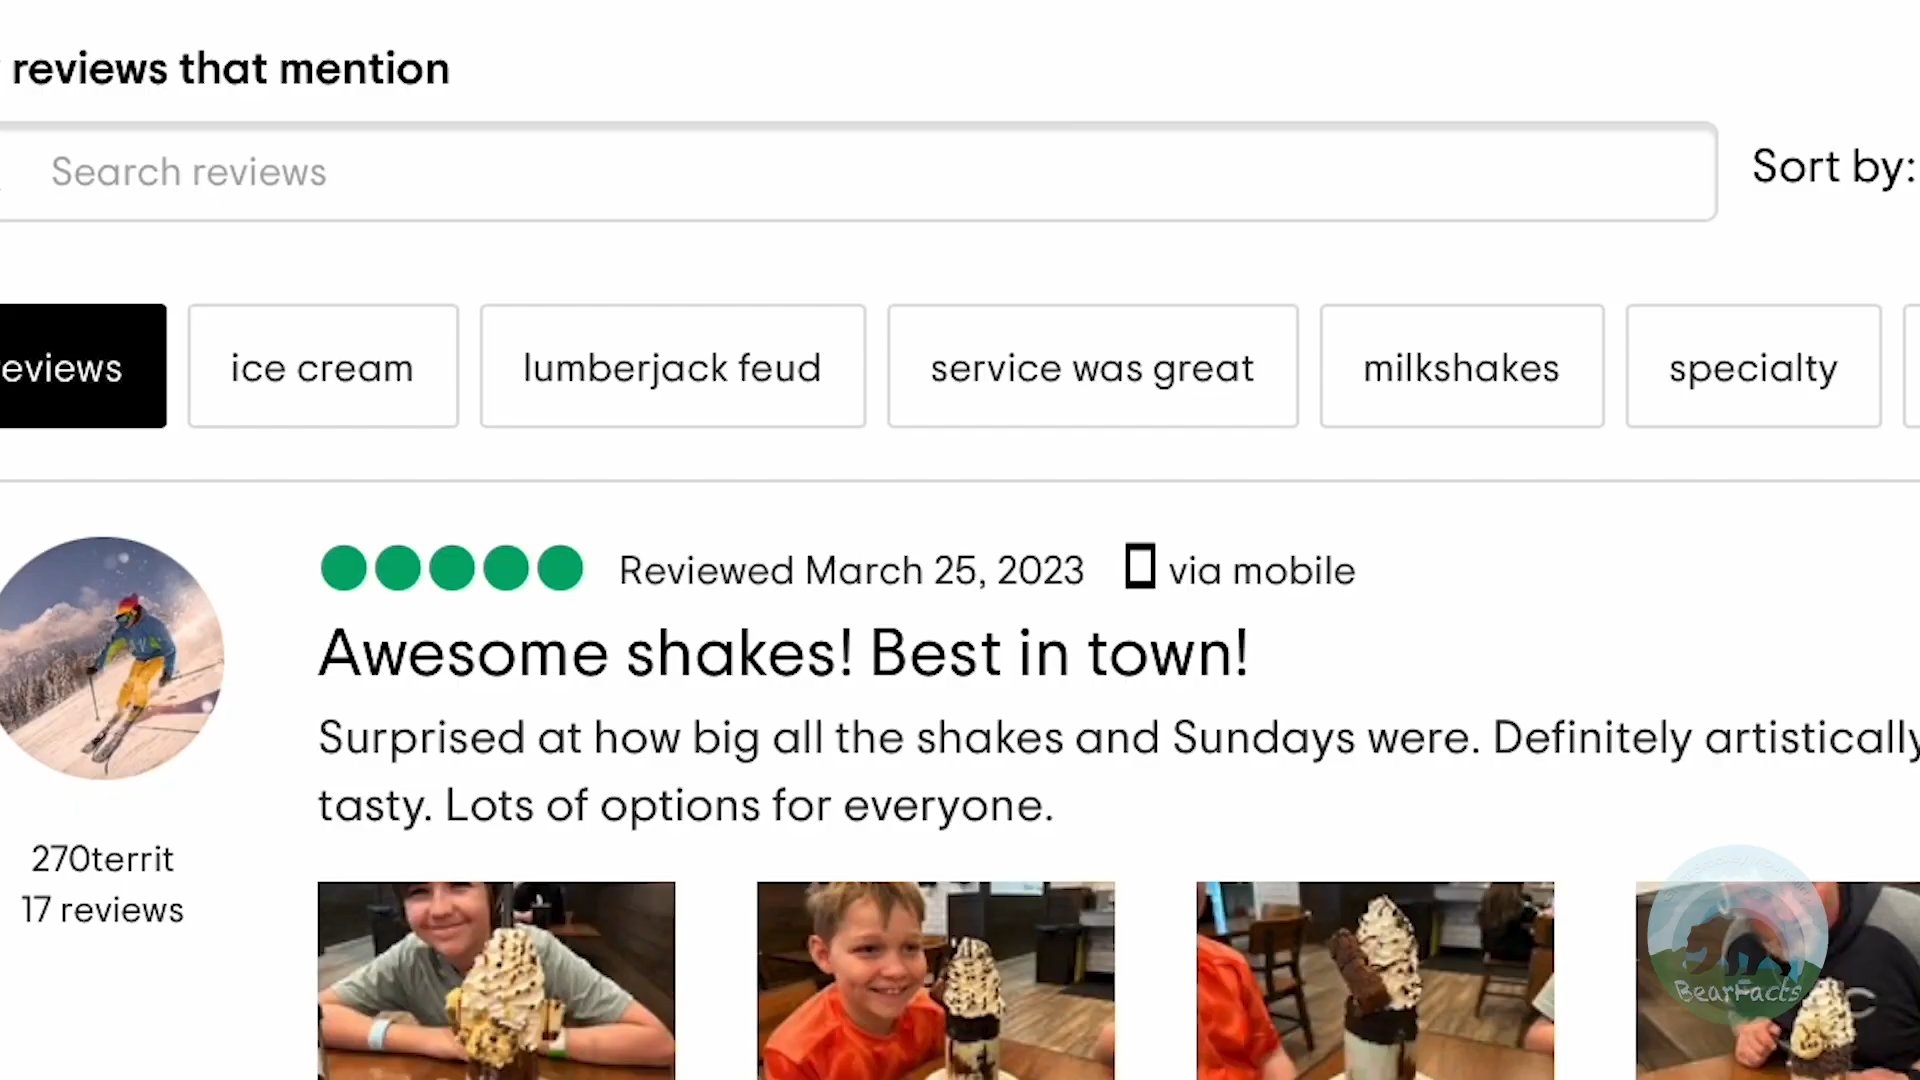 reviews that mention
Search reviews
Sort by:
eviews
ice cream
lumberjack feud
service was great
milkshakes
specialty
Reviewed March 25, 2023
via mobile
Awesome shakes! Best in town!
Surprised at how big all the shakes and Sundays were. Definitely artistically
tasty. Lots of options for everyone.
270territ
17 reviews
BearFacts